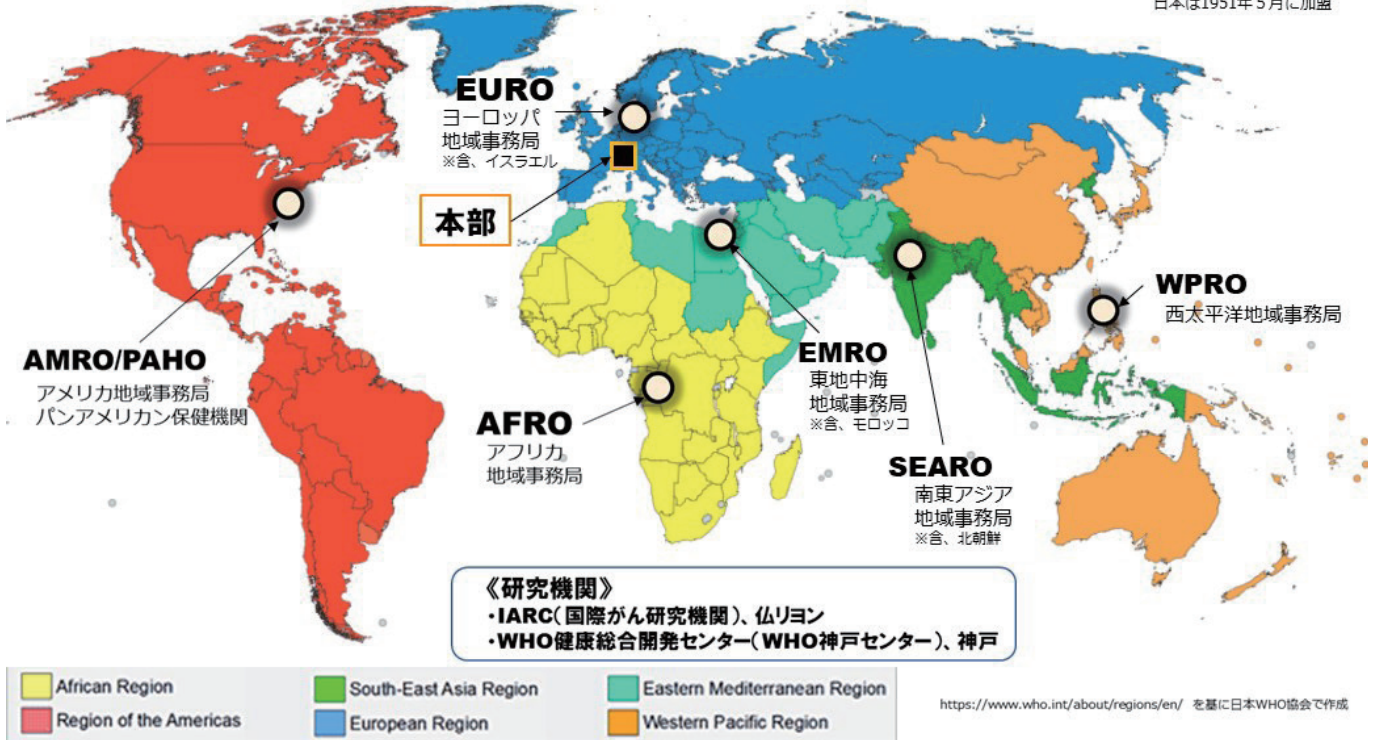 日本は1951年5月に加盟
EURO
ヨーロッパ
地域事務局
※含、イスラエル
本部
WPRO
西太平洋地域事務局
AMRO/PAHO
アメリカ地域事務局
パンアメリカン保健機関
EMRO
東地中海
地域事務局
※含、モロッコ
AFRO
アフリカ
地域事務局
SEARO
南東アジア
地域事務局
※含、北朝鮮
《研究機関》
・IARC(国際がん研究機関)、仏リヨン
・WHO健康総合開発センター(WHO神戸センター)、神戸
African Region
South-East Asia Region
Eastern Mediterranean Region
Region of the Americas
European Region
Western Pacific Region
https://www.who.int/about/regions/en/ を基に日本WHO協会で作成